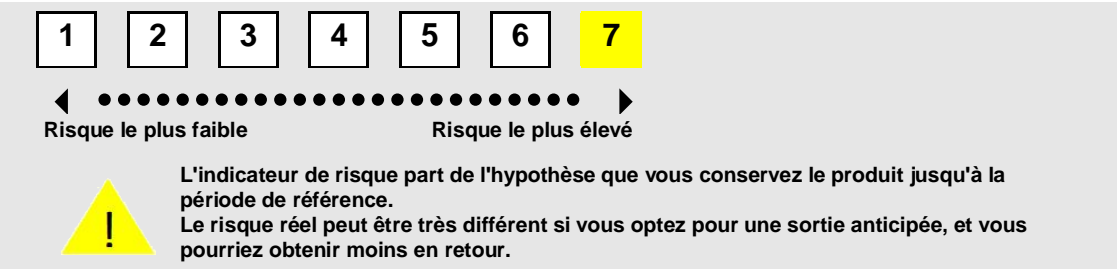 1 2 3 4 5 6 7
Risque le plus faible Risque le plus élevé
L'indicateur de risque part de l'hypothèse que vous conservez le produit jusqu'à la
période de référence.
Le risque réel peut être très différent si vous optez pour une sortie anticipée, et vous
pourriez obtenir moins en retour.
!